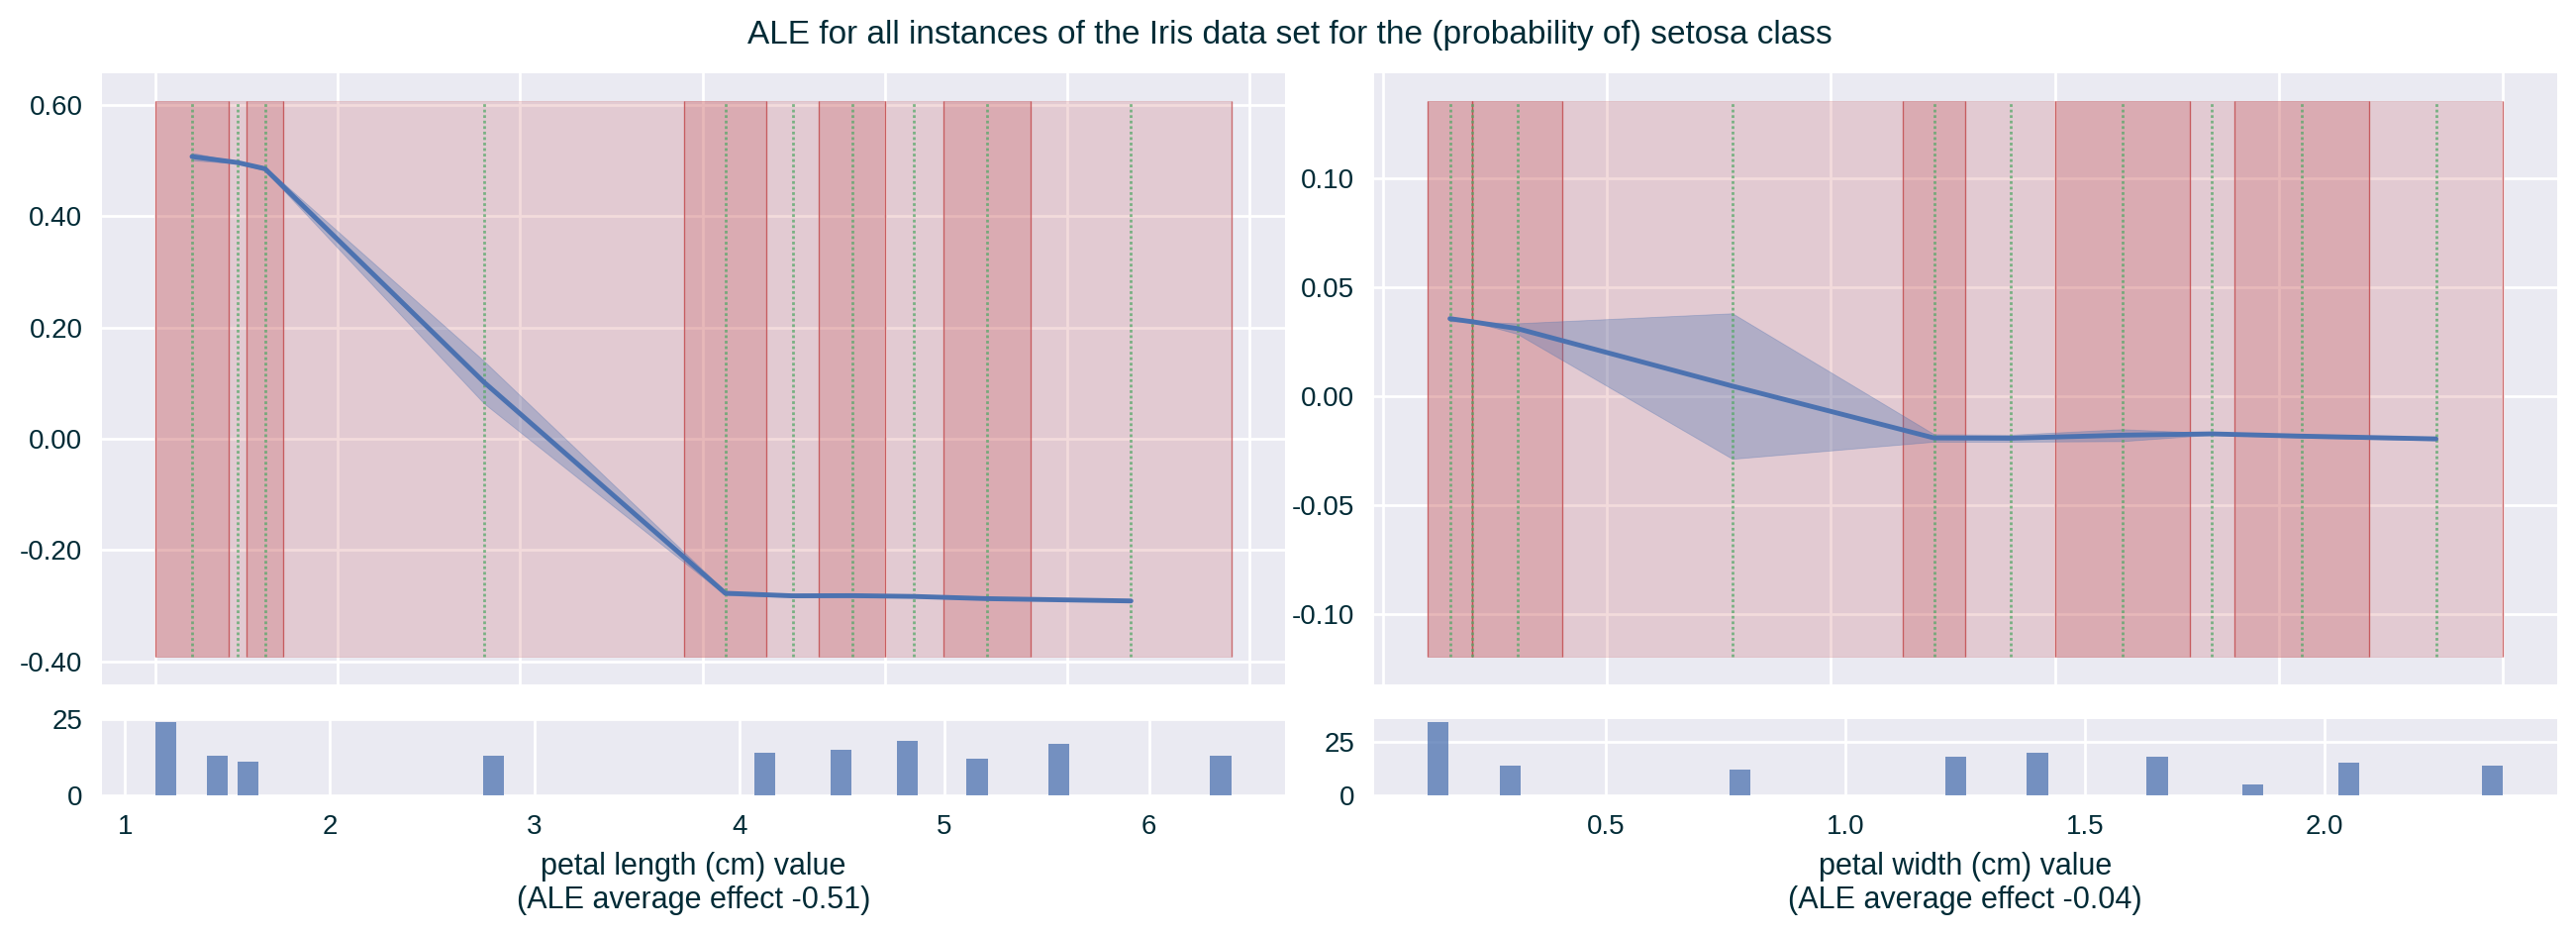 ALE for all instances of the Iris data set for the (probability of) setosa class
0.60
0.40
0.20
0.00
-0.20
-0.40
0.10
0.05
0.00
-0.05
-0.10
25
0
1 2 3 4 5 6
petal length (cm) value
(ALE average effect -0.51)
25
0
0.5 1.0 1.5 2.0
petal width (cm) value
(ALE average effect -0.04)